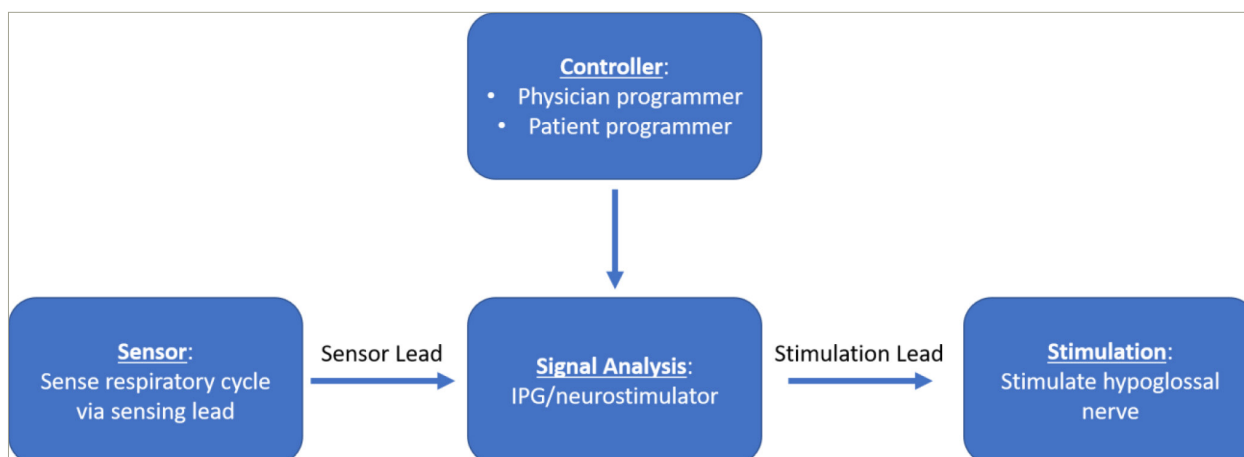 Controller:
• Physician programmer
• Patient programmer
Sensor:
Sense respiratory cycle
via sensing lead
Sensor Lead
Signal Analysis:
IPG/neurostimulator
Stimulation Lead
Stimulation:
Stimulate hypoglossal
nerve